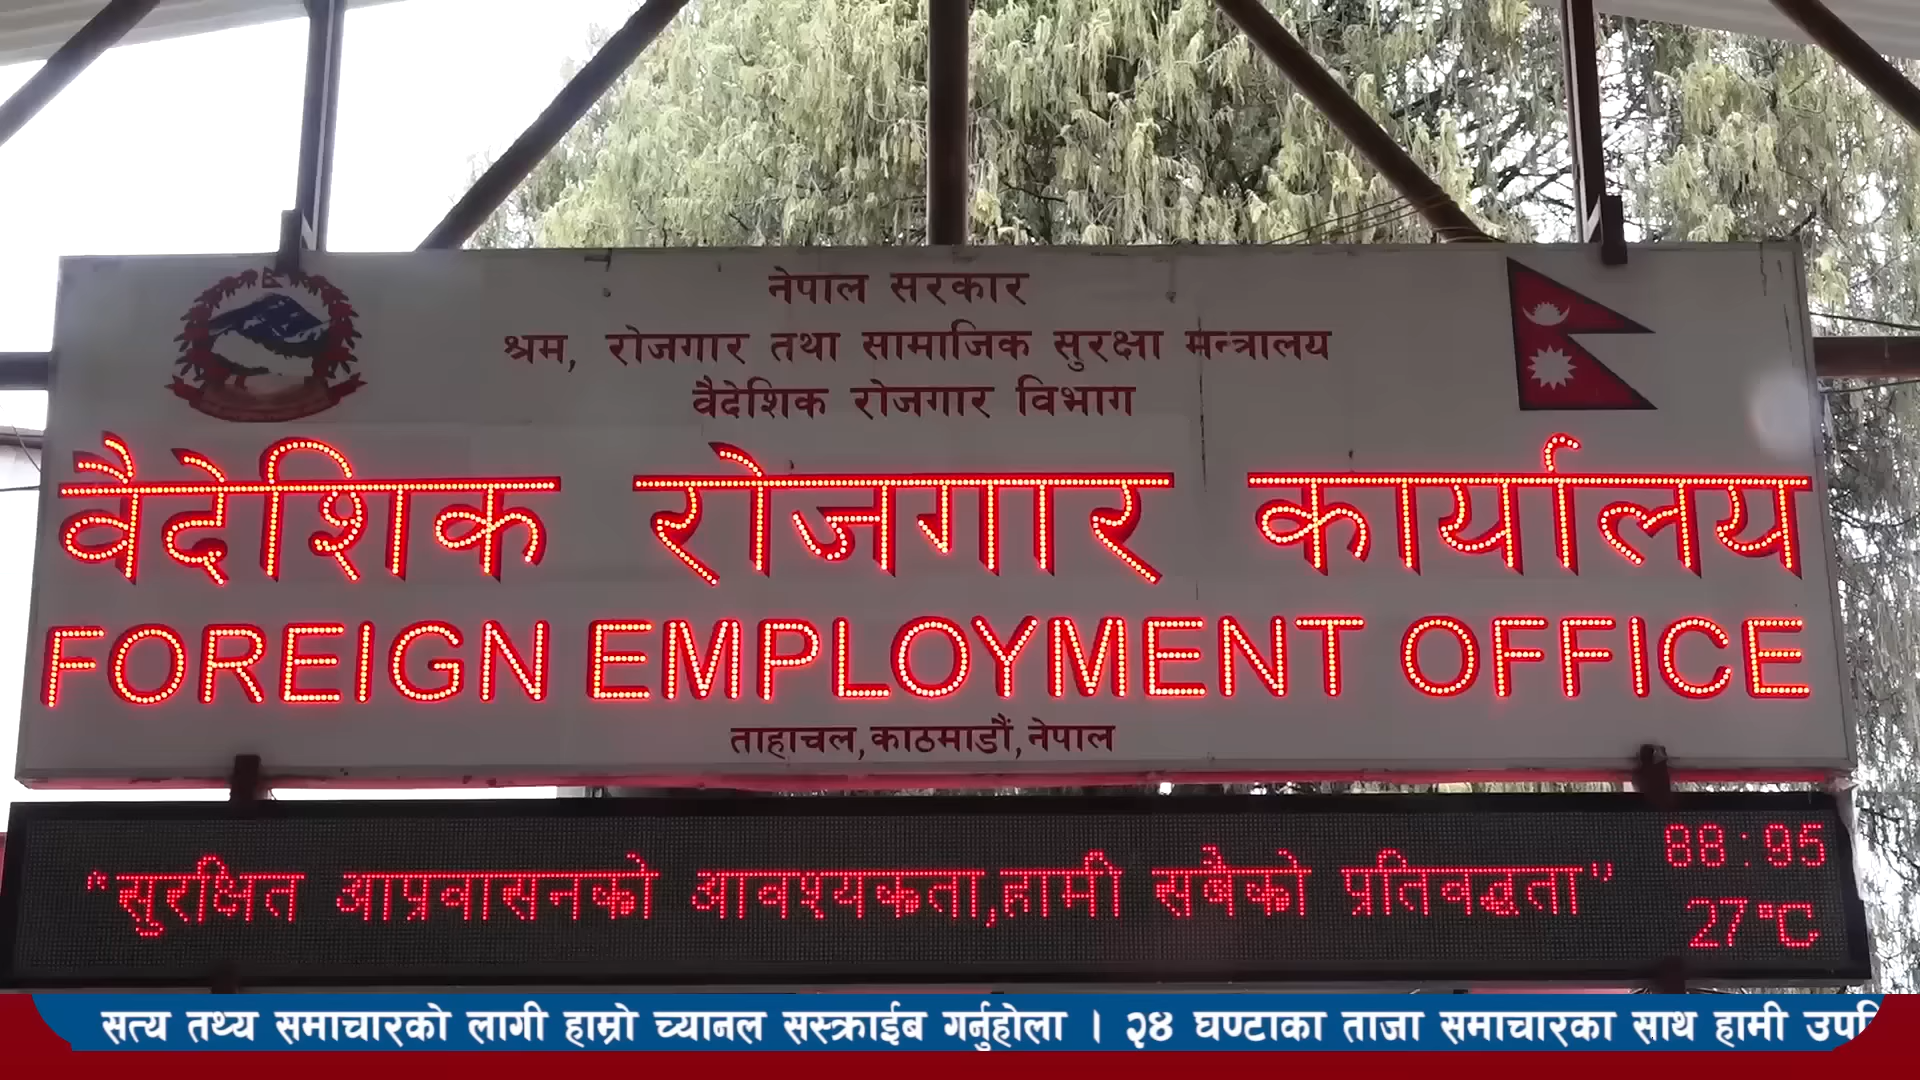 नेपाल सरकार
श्रम, रोजगार तथा सामाजिक सुरक्षा मन्त्रालय
वैदेशिक रोजगार विभाग
वैदेशिक रोजगार कार्यालय
FOREIGN EMPLOYMENT OFFICE
ताहाचल,काठमाडौं,नेपाल
"सुरक्षित आप्रवासनको आवश्यकता,हामी सबैको प्रतिवद्धता"
88:95
27°C
सत्य तथ्य समाचारको लागी हाम्रो च्यानल सस्क्राईब गर्नुहोला । २४ घण्टाका ताजा समाचारका साथ हामी